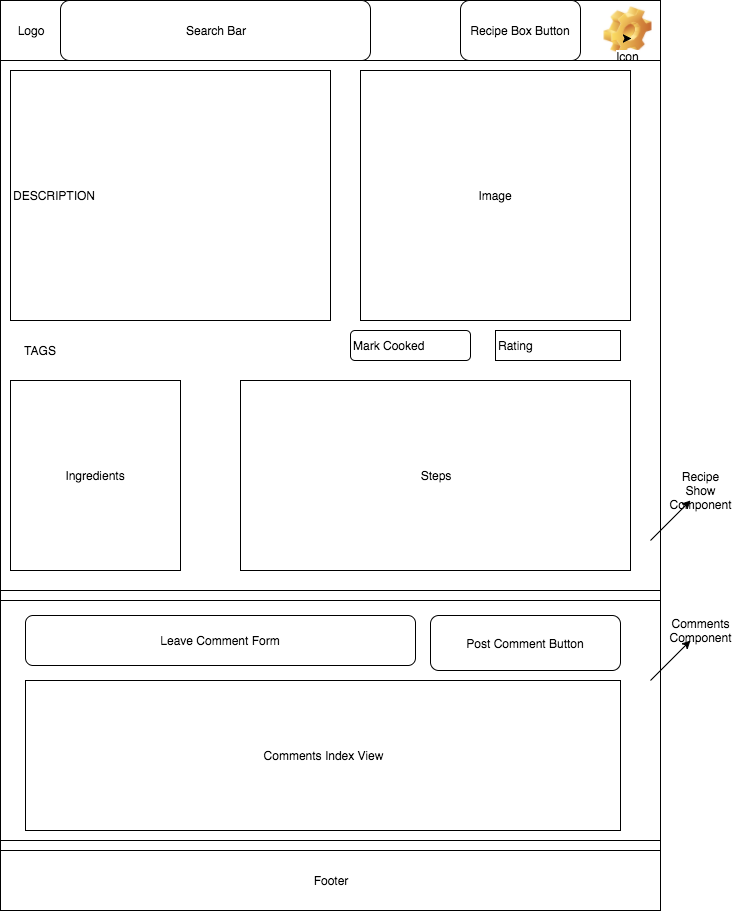 Logo
Search Bar
Recipe Box Button
Icon
DESCRIPTION
Image
TAGS
Mark Cooked
Rating
Ingredients
Steps
Recipe
Show
Component
Leave Comment Form
Post Comment Button
Comments
Component
Comments Index View
Footer